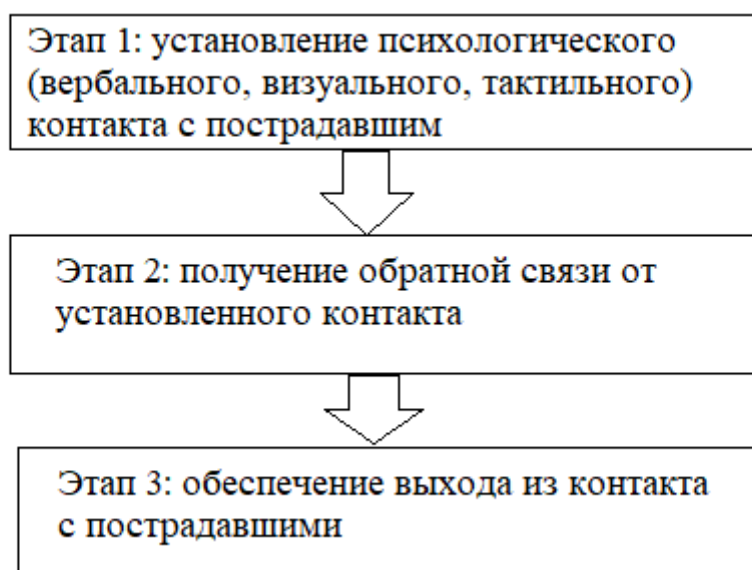 Этап 1: установление психологического
(вербального, визуального, тактильного)
контакта с пострадавшим
Этап 2: получение обратной связи от
установленного контакта
Этап 3: обеспечение выхода из контакта
с пострадавшими